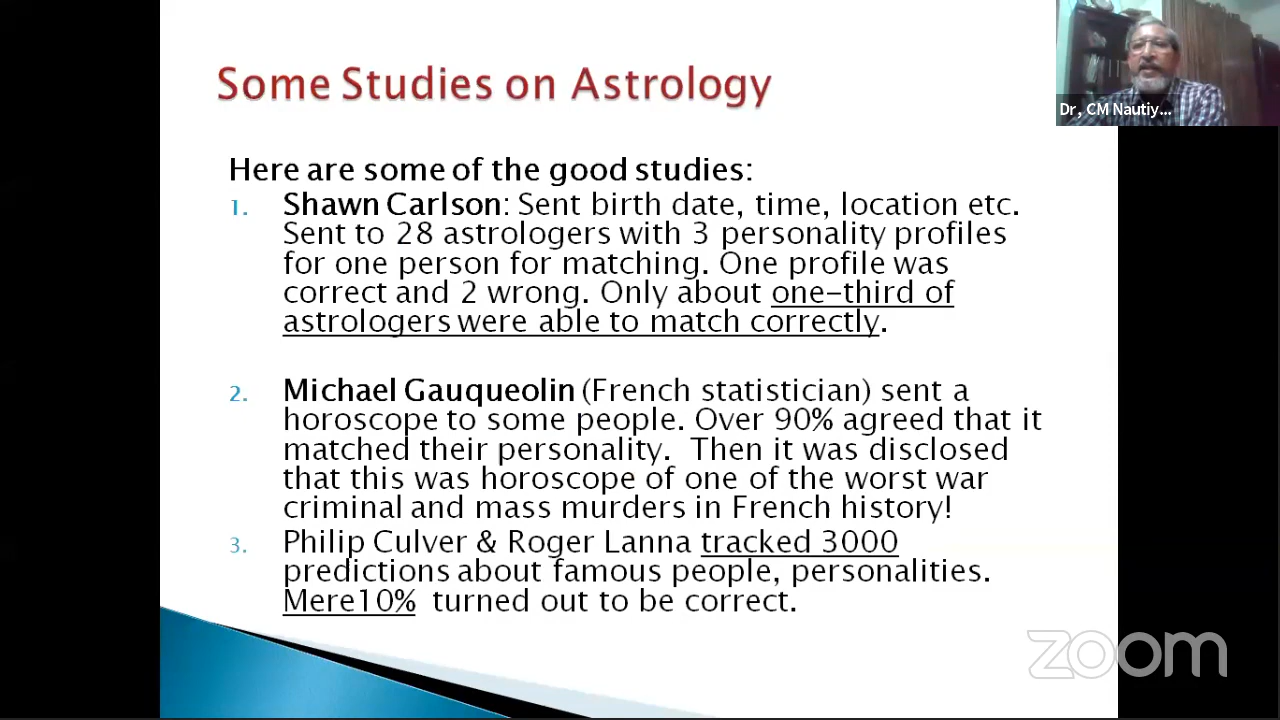 Some Studies on Astrology
Dr, CM Nautiy...
Here are some of the good studies:
1. Shawn Carlson: Sent birth date, time, location etc.
Sent to 28 astrologers with 3 personality profiles
for one person for matching. One profile was
correct and 2 wrong. Only about one-third of
astrologers were able to match correctly.
2. Michael Gauqueolin (French statistician) sent a
horoscope to some people. Over 90% agreed that it
matched their personality. Then it was disclosed
that this was horoscope of one of the worst war
criminal and mass murders in French history!
3. Philip Culver & Roger Lanna tracked 3000
predictions about famous people, personalities.
Mere10% turned out to be correct.
zoom